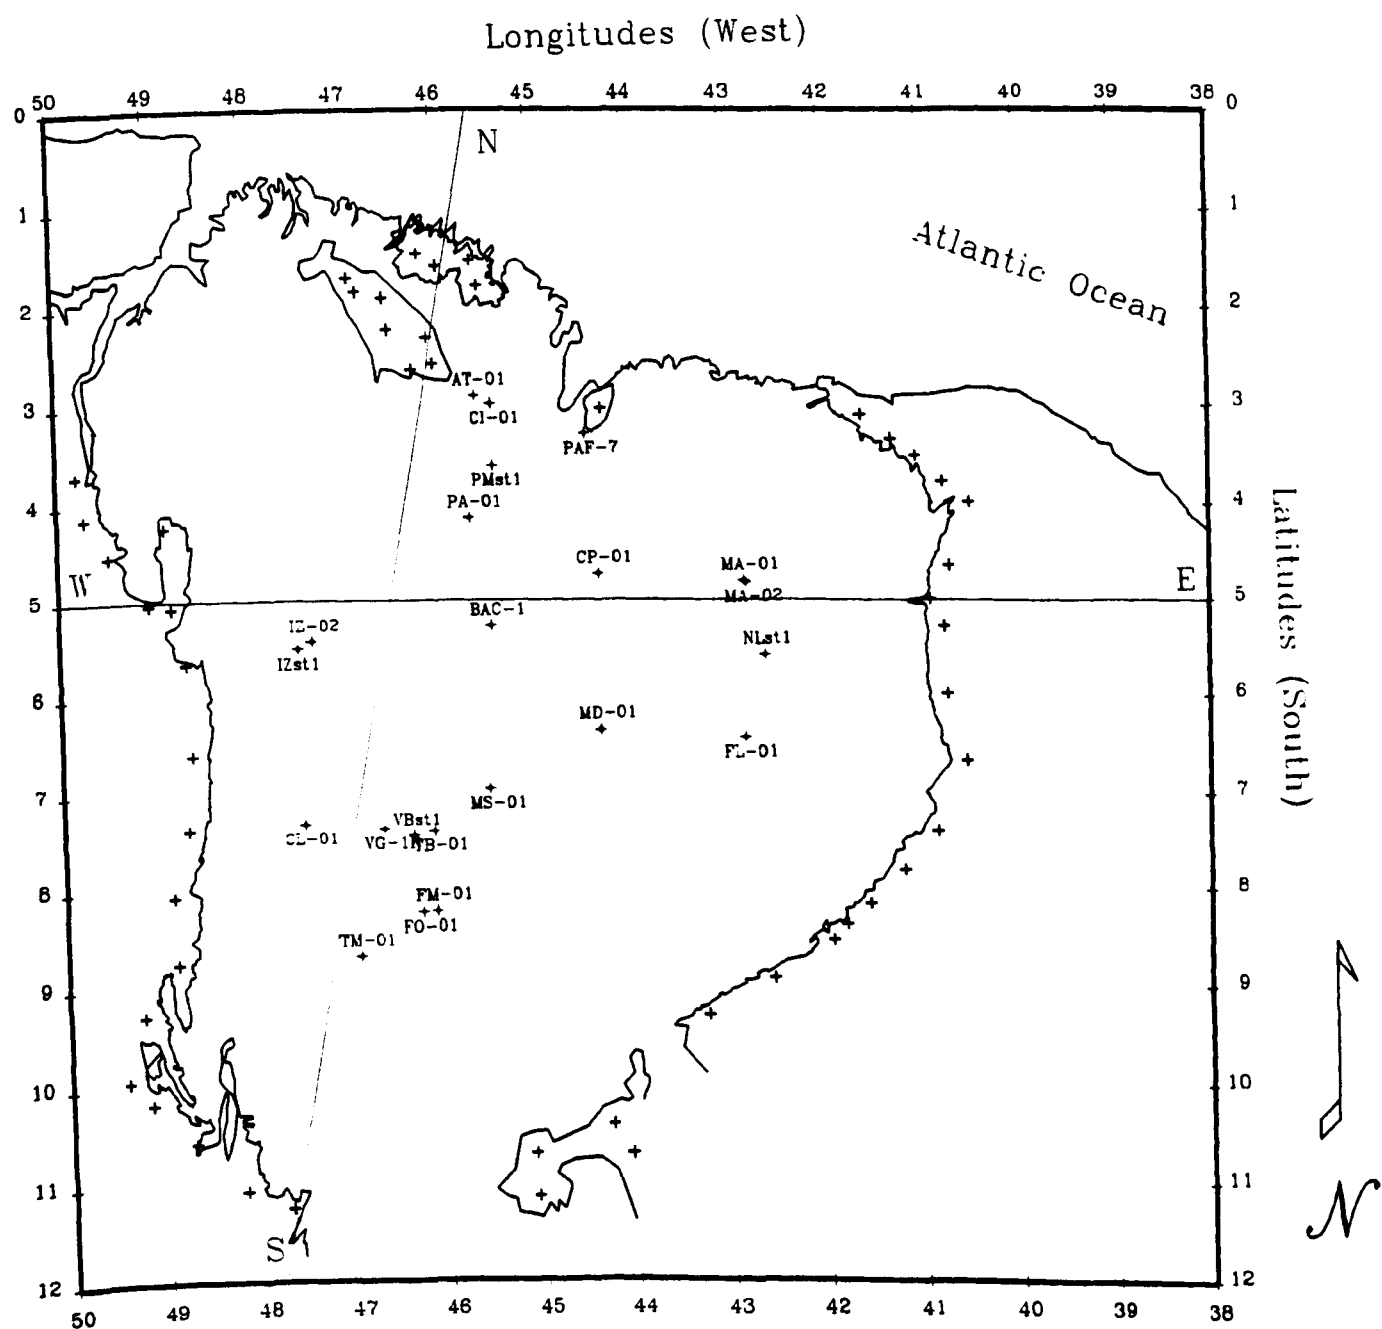 Longitudes (West)
50 49 48 47 46 45 44 43 42 41 40 39 38
0 0
N
1 1
Atlantic Ocean
2 2
AT-01
3 3
CI-01
PAF-7
PMst1
PA-01
4 4
Latitudes (South)
CP-01 MA-01
W E
MA-02
5 5
BAC-1
IZ-02
NLst1
IZst1
6 6
MD-01
FL-01
7 7
MS-01
VBst1
CL-01 VB-01
8 8
FM-01
FO-01
TM-01
9 9
10 10
11 11
N
S
12 12
50 49 48 47 46 45 44 43 42 41 40 39 38